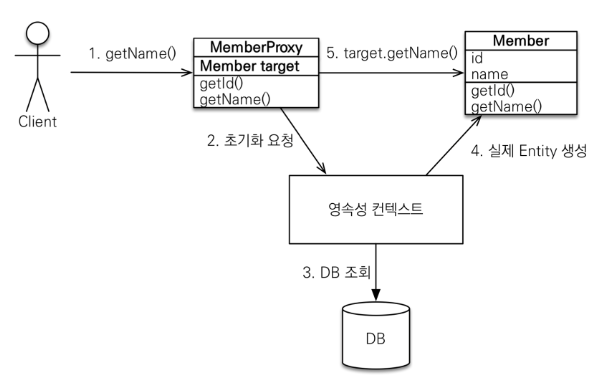 1. getName()
MemberProxy
Member target
getId()
getName()
5. target.getName()
Member
id
name
getId()
getName()
Client
2. 초기화 요청
4. 실제 Entity 생성
영속성 컨텍스트
3. DB 조회
DB